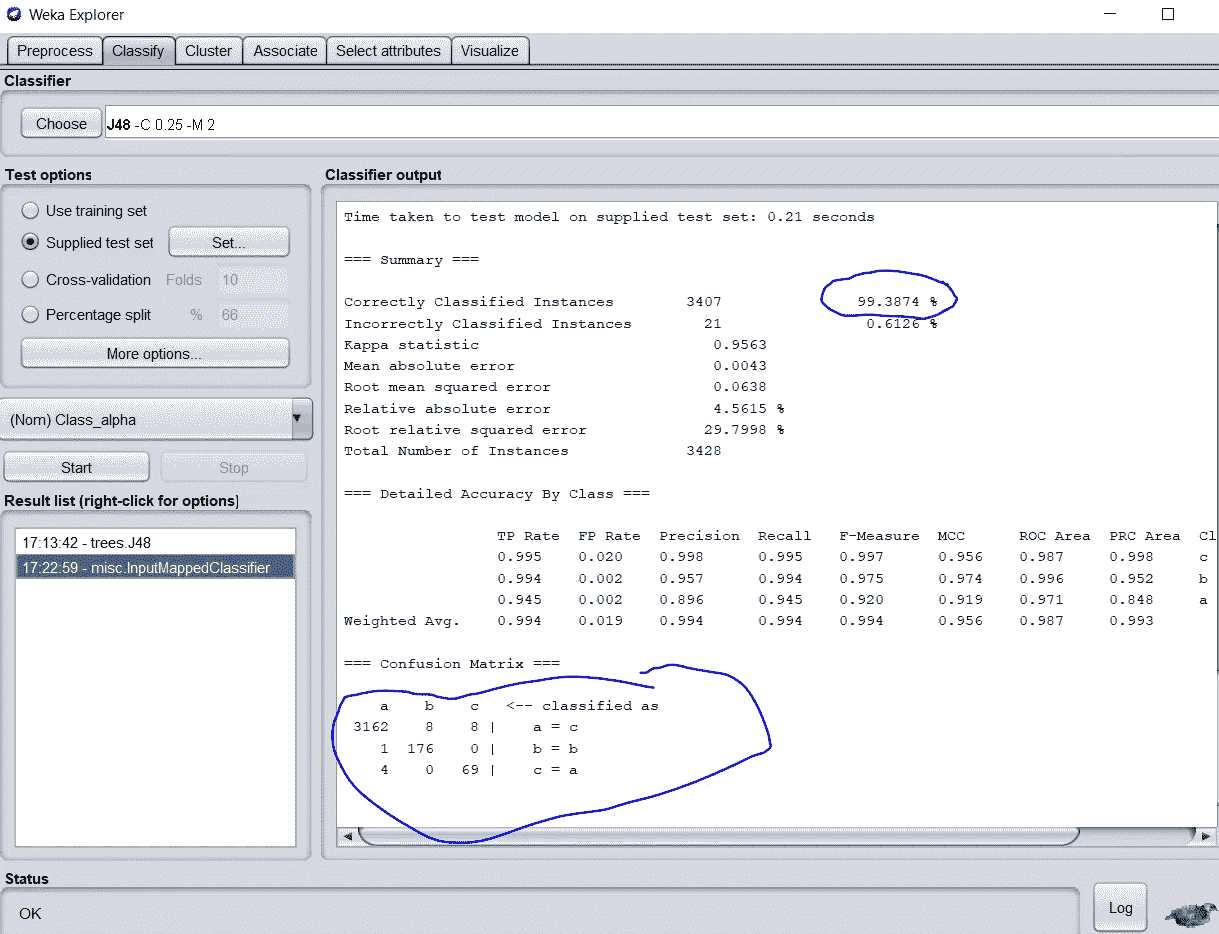 Weka Explorer
Preprocess Classify Cluster Associate Select attributes Visualize
Classifier
Choose J48 -C 0.25 -M 2
Test options
Use training set
Supplied test set Set...
Cross-validation Folds 10
Percentage split % 66
More options...
(Nom) Class_alpha
Start Stop
Result list (right-click for options)
17:13:42 - trees.J48
17:22:59 - misc.InputMappedClassifier
Classifier output
Time taken to test model on supplied test set: 0.21 seconds
=== Summary ===
Correctly Classified Instances 3407 99.3874 %
Incorrectly Classified Instances 21 0.6126 %
Kappa statistic 0.9563
Mean absolute error 0.0043
Root mean squared error 0.0638
Relative absolute error 4.5615 %
Root relative squared error 29.7998 %
Total Number of Instances 3428
=== Detailed Accuracy By Class ===
TP Rate FP Rate Precision Recall F-Measure MCC ROC Area PRC Area Cl
0.995 0.020 0.998 0.995 0.997 0.956 0.987 0.998 c
0.994 0.002 0.957 0.994 0.975 0.974 0.996 0.952 b
0.945 0.002 0.896 0.945 0.920 0.919 0.971 0.848 a
Weighted Avg. 0.994 0.019 0.994 0.994 0.994 0.956 0.987 0.993
=== Confusion Matrix ===
a b c <-- classified as
3162 8 8 | a = c
1 176 0 | b = b
4 0 69 | c = a
Status
OK
Log